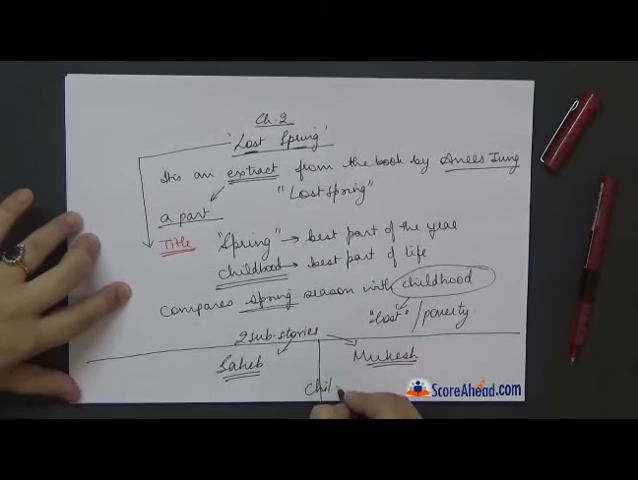 Ch.2
'Lost Spring'
It is an extract from the book by Anees Jung
"Lost Spring"
a part
Title "Spring" → best part of the year
childhood → best part of life
Compares spring season with childhood
"lost" / poverty
2 sub-stories
Saheb Mukesh
Chil
ScoreAhead.com